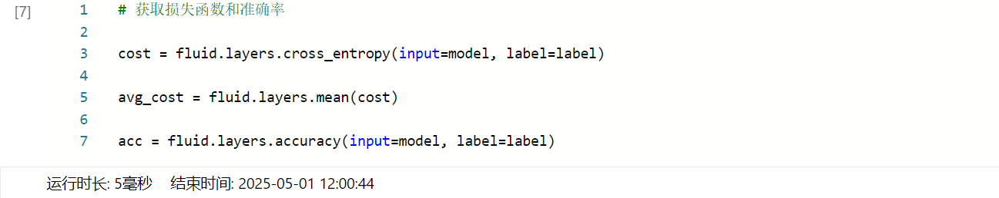 [7]
1 # 获取损失函数和准确率
2
3 cost = fluid.layers.cross_entropy(input=model, label=label)
4
5 avg_cost = fluid.layers.mean(cost)
6
7 acc = fluid.layers.accuracy(input=model, label=label)
运行时长: 5毫秒 结束时间: 2025-05-01 12:00:44